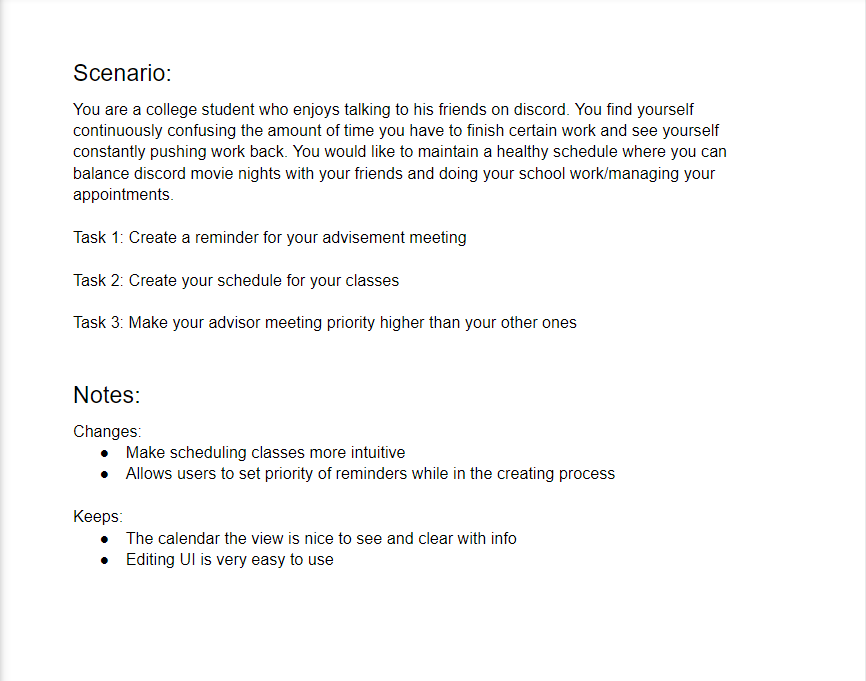 Scenario:
You are a college student who enjoys talking to his friends on discord. You find yourself
continuously confusing the amount of time you have to finish certain work and see yourself
constantly pushing work back. You would like to maintain a healthy schedule where you can
balance discord movie nights with your friends and doing your school work/managing your
appointments.
Task 1: Create a reminder for your advisement meeting
Task 2: Create your schedule for your classes
Task 3: Make your advisor meeting priority higher than your other ones
Notes:
Changes:
● Make scheduling classes more intuitive
● Allows users to set priority of reminders while in the creating process
Keeps:
● The calendar the view is nice to see and clear with info
● Editing UI is very easy to use